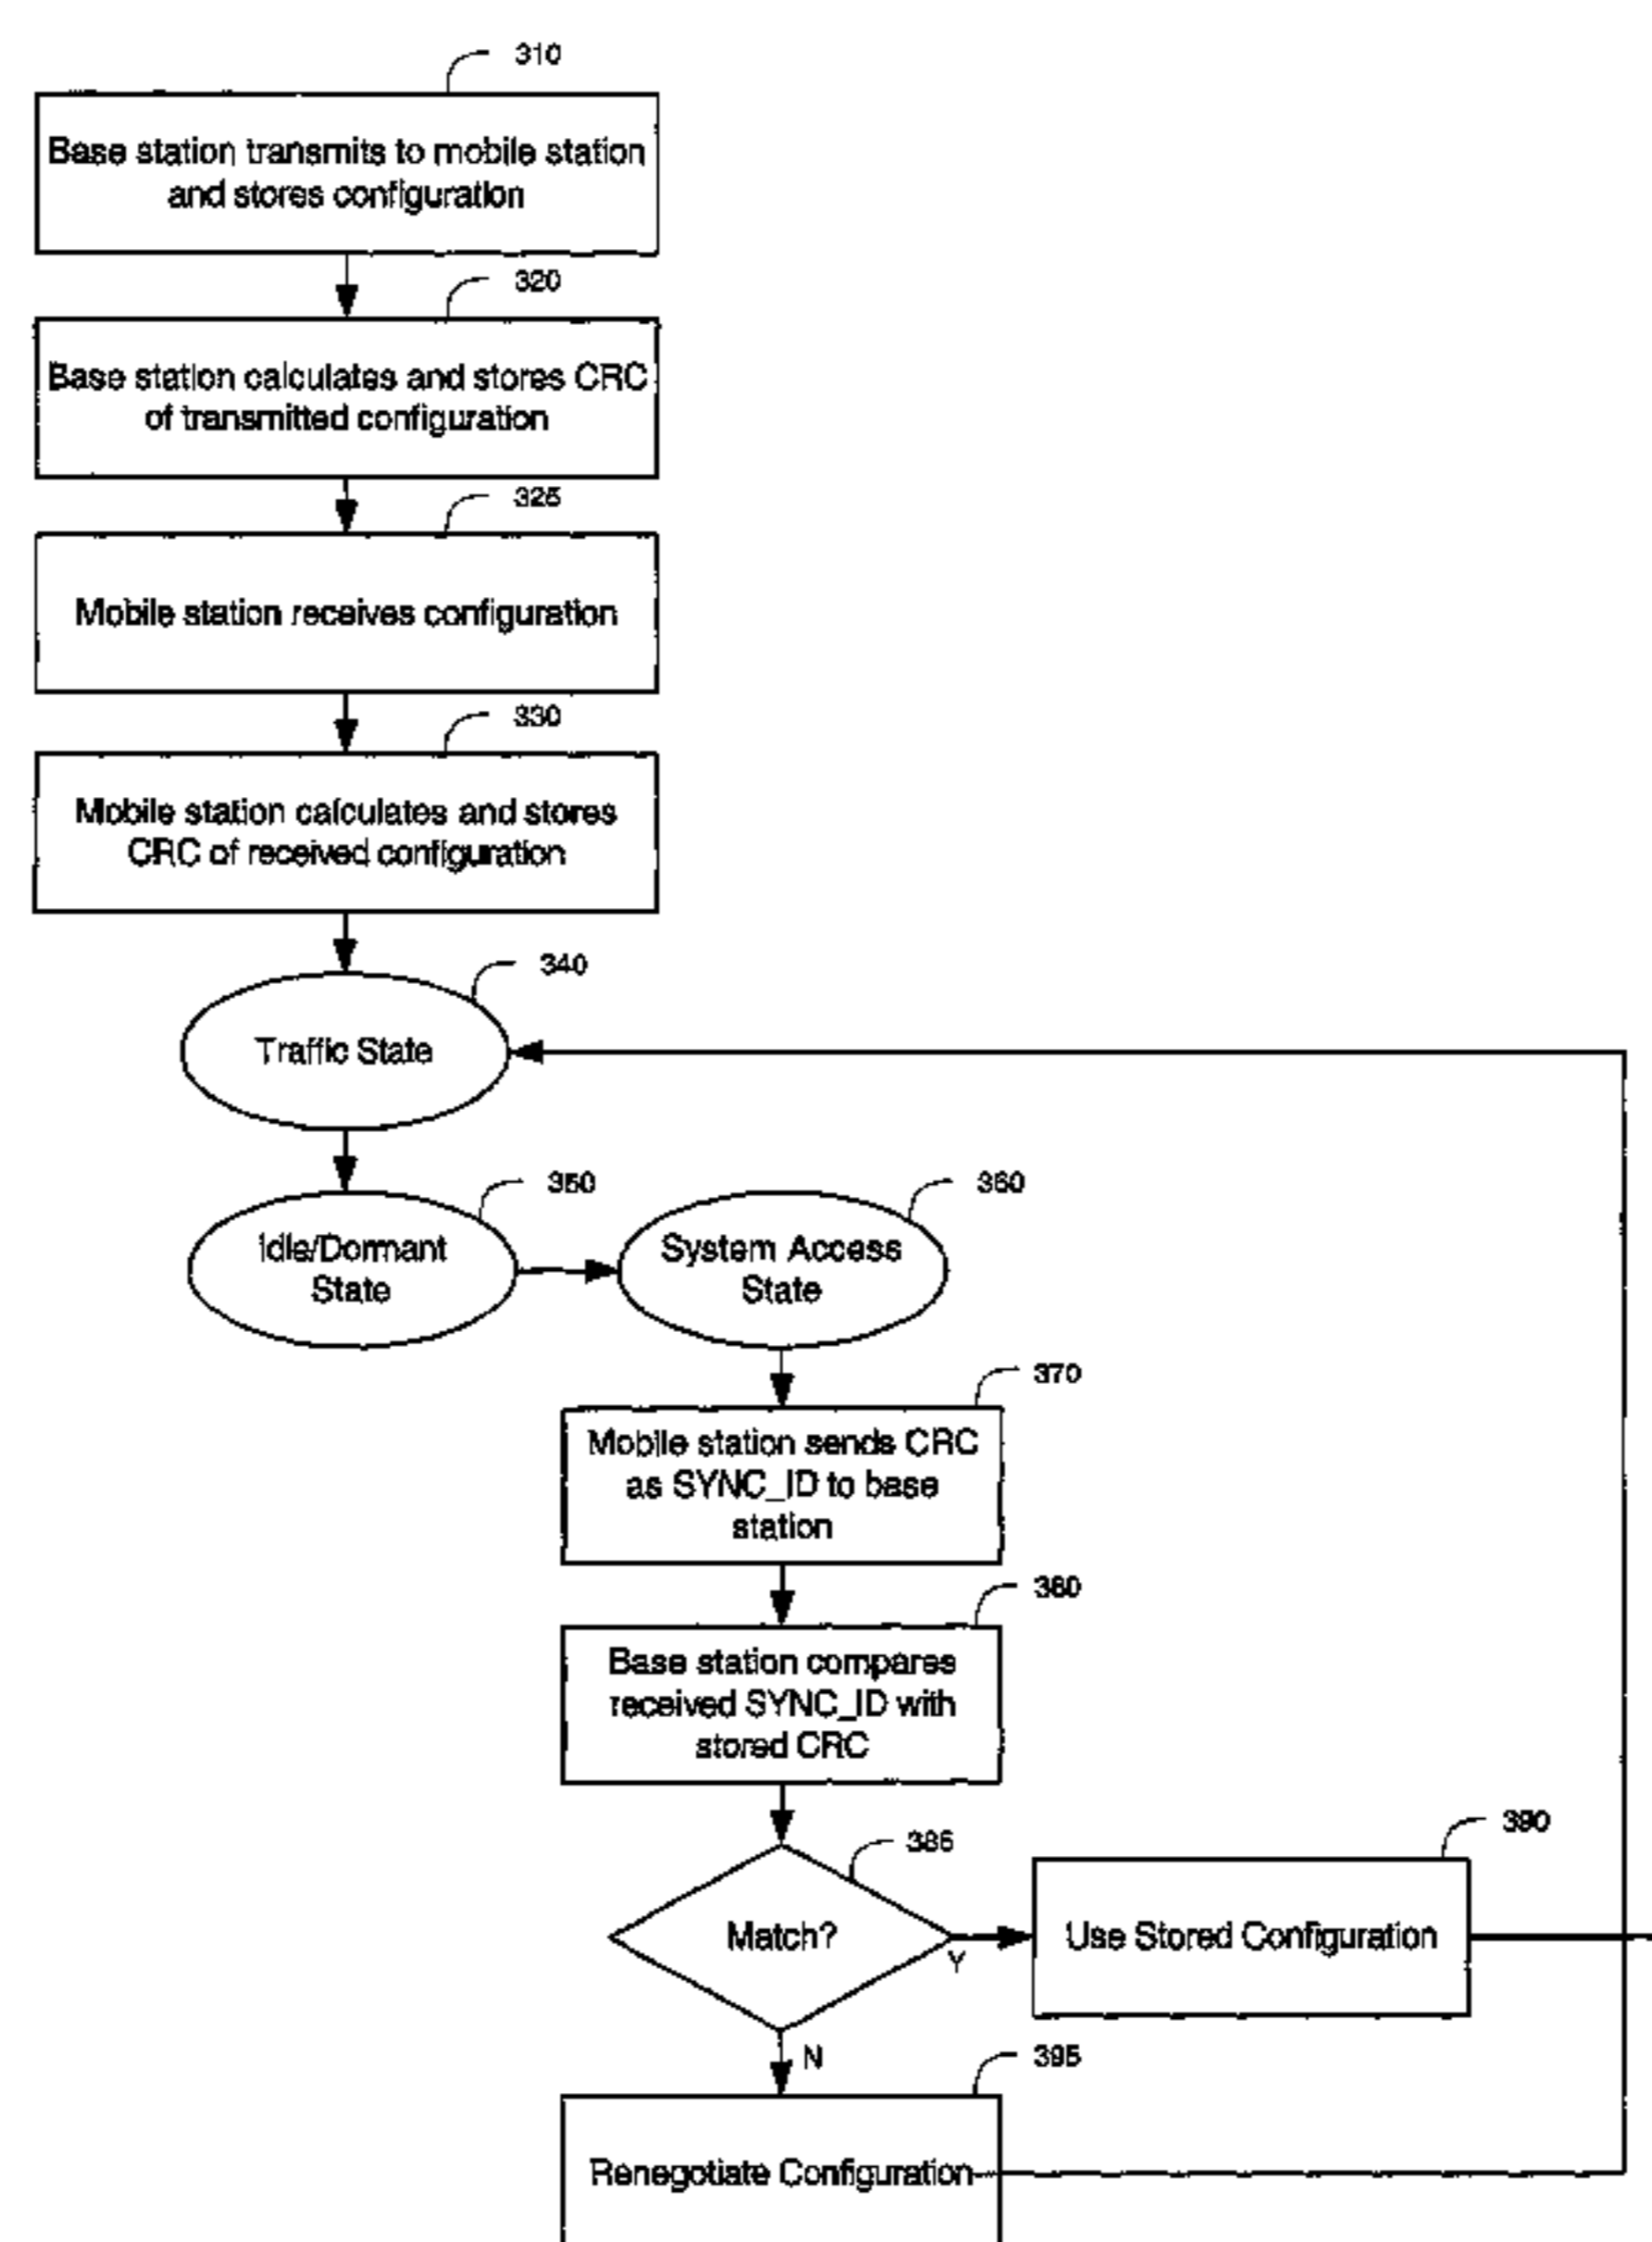 310
Base station transmits to mobile station
and stores configuration
320
Base station calculates and stores CRC
of transmitted configuration
325
Mobile station receives configuration
330
Mobile station calculates and stores
CRC of received configuration
340
Traffic State
350
Idle/Dormant
State
360
System Access
State
370
Mobile station sends CRC
as SYNC_ID to base
station
380
Base station compares
received SYNC_ID with
stored CRC
385
Match?
Y
390
Use Stored Configuration
N
395
Renegotiate Configuration